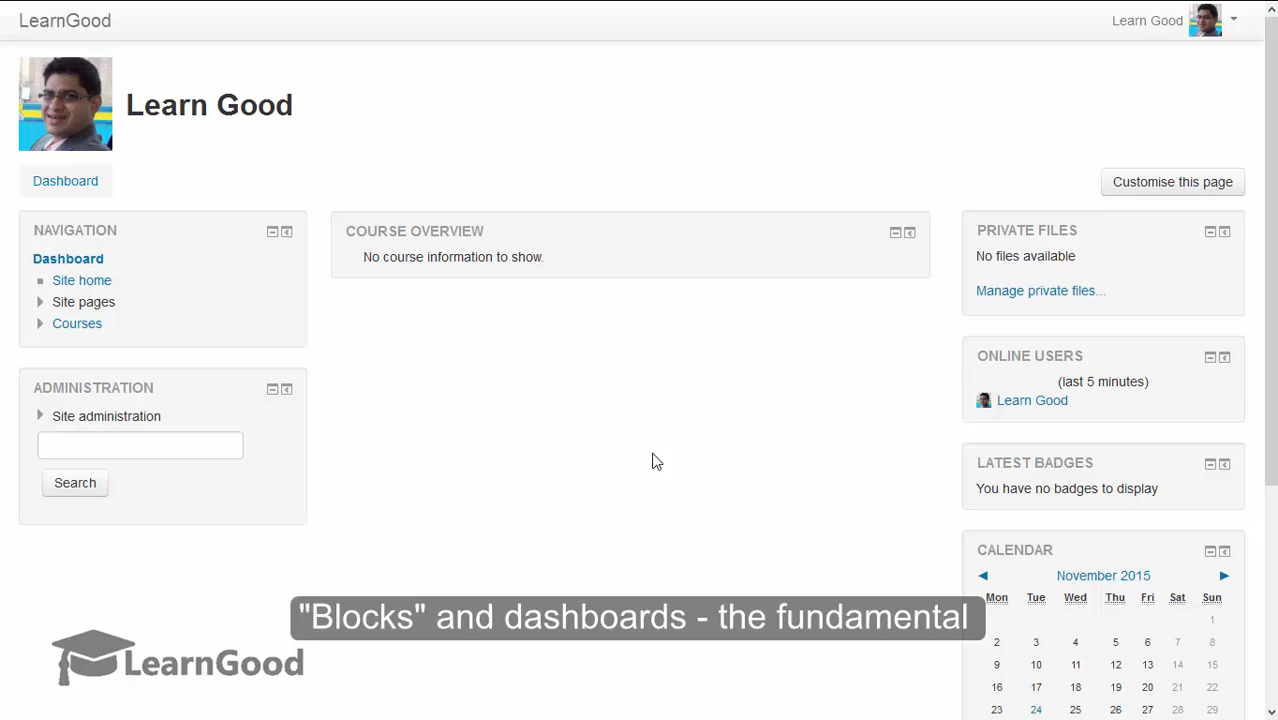 LearnGood
Learn Good
Learn Good
Dashboard
Customise this page
NAVIGATION
Dashboard
Site home
Site pages
Courses
ADMINISTRATION
Site administration
Search
COURSE OVERVIEW
No course information to show.
PRIVATE FILES
No files available
Manage private files...
ONLINE USERS
(last 5 minutes)
Learn Good
LATEST BADGES
You have no badges to display
CALENDAR
November 2015
Mon Tue Wed Thu Fri Sat Sun
1
2 3 4 5 6 7 8
9 10 11 12 13 14 15
16 17 18 19 20 21 22
23 24 25 26 27 28 29
"Blocks" and dashboards - the fundamental
LearnGood